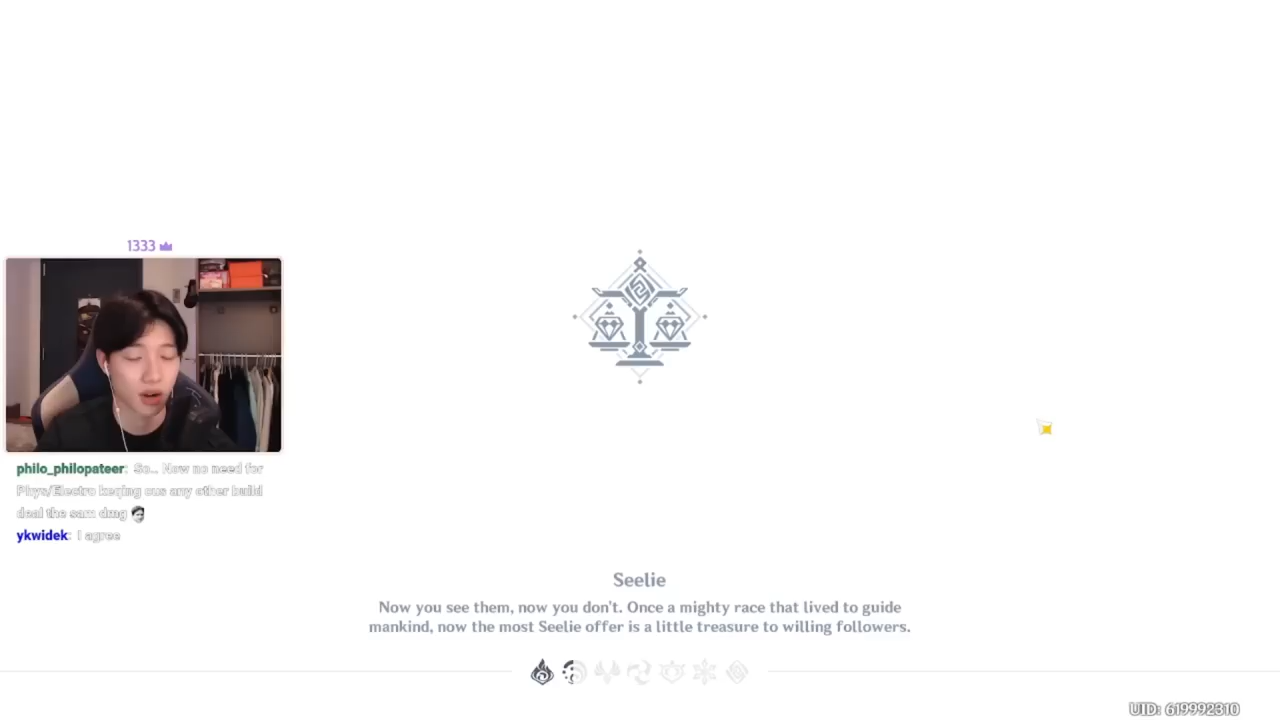 1333
philo_philopateer: So.. Now no need for
Phys/Electro keqing cus any other build
deal the sam dmg
ykwidek: I agree
Seelie
Now you see them, now you don't. Once a mighty race that lived to guide
mankind, now the most Seelie offer is a little treasure to willing followers.
UID: 619992310